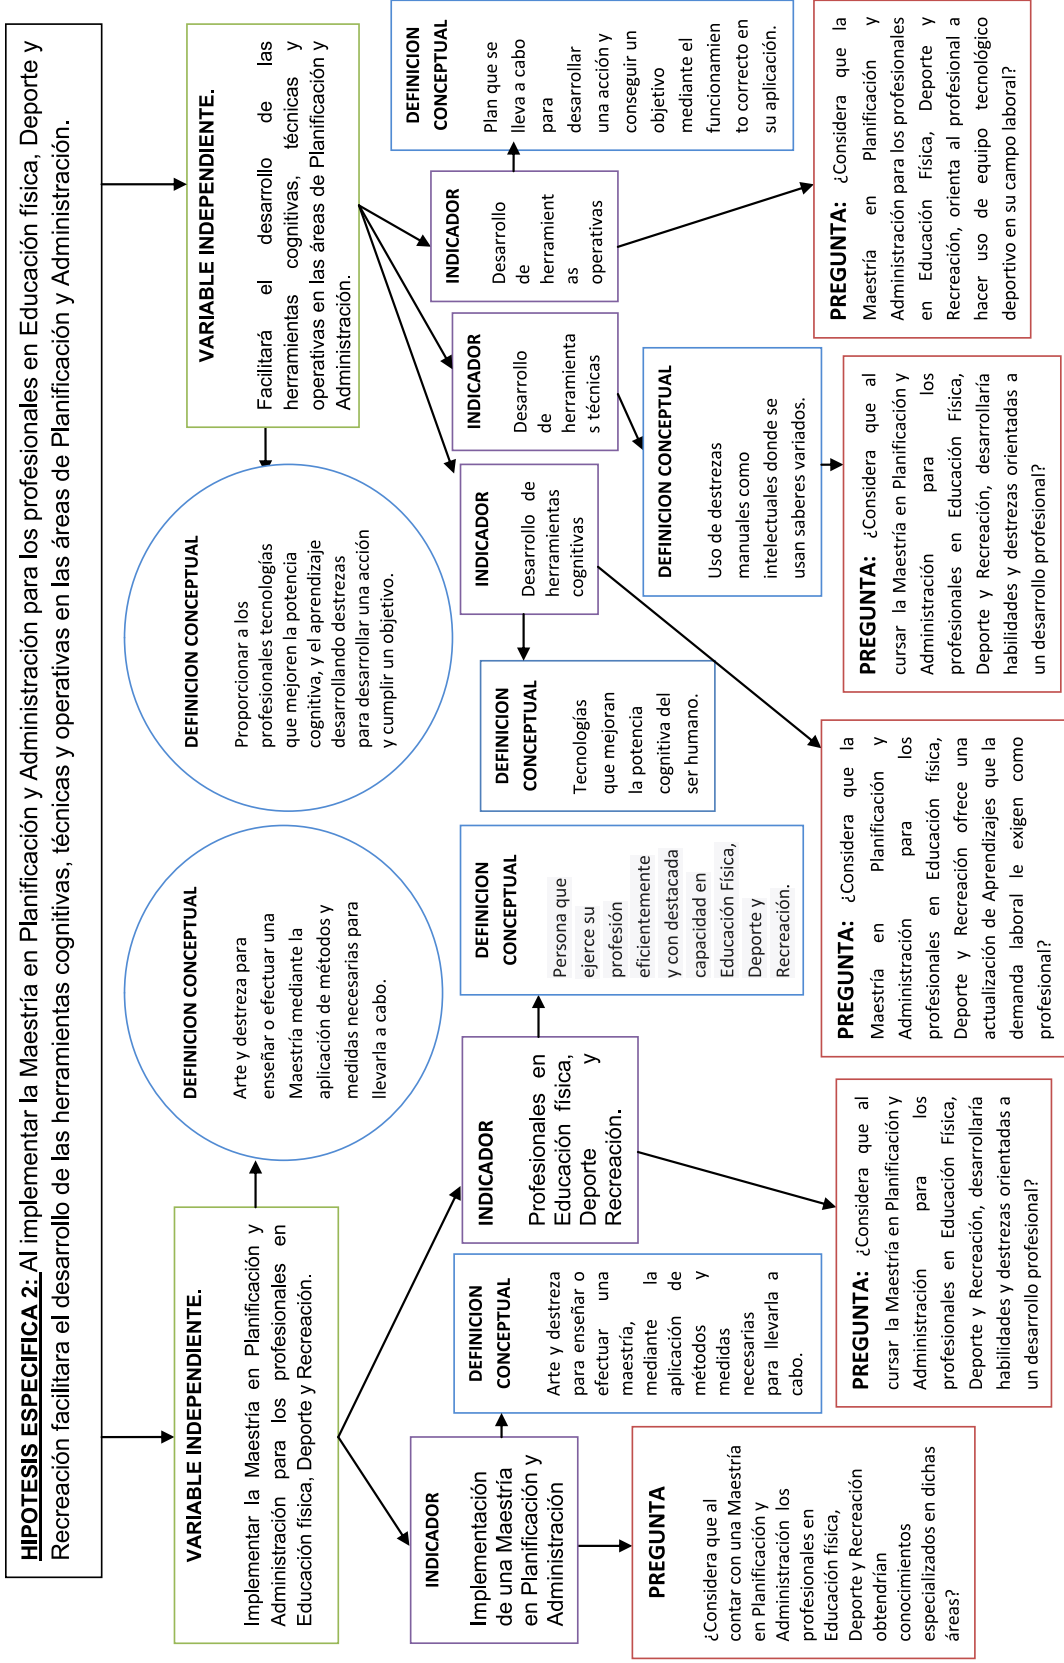 HIPOTESIS ESPECIFICA 2: Al implementar la Maestría en Planificación y Administración para los profesionales en Educación física, Deporte y
Recreación facilitara el desarrollo de las herramientas cognitivas, técnicas y operativas en las áreas de Planificación y Administración.
VARIABLE INDEPENDIENTE.
Implementar la Maestría en Planificación y
Administración para los profesionales en
Educación física, Deporte y Recreación.
DEFINICION CONCEPTUAL
Arte y destreza para
enseñar o efectuar una
Maestría mediante la
aplicación de métodos y
medidas necesarias para
llevarla a cabo.
DEFINICION CONCEPTUAL
Proporcionar a los
profesionales tecnologías
que mejoren la potencia
cognitiva, y el aprendizaje
desarrollando destrezas
para desarrollar una acción
y cumplir un objetivo.
VARIABLE INDEPENDIENTE.
Facilitará el desarrollo de las
herramientas cognitivas, técnicas y
operativas en las áreas de Planificación y
Administración.
INDICADOR
Implementación
de una Maestría
en Planificación y
Administración
DEFINICION
CONCEPTUAL
Arte y destreza
para enseñar o
efectuar una
maestría,
mediante la
aplicación de
métodos y
medidas
necesarias
para llevarla a
cabo.
INDICADOR
Profesionales en
Educación física,
Deporte y
Recreación.
DEFINICION
CONCEPTUAL
Persona que
ejerce su
profesión
eficientemente
y con destacada
capacidad en
Educación Física,
Deporte y
Recreación.
DEFINICION
CONCEPTUAL
Tecnologías
que mejoran
la potencia
cognitiva del
ser humano.
INDICADOR
Desarrollo de
herramientas
cognitivas
INDICADOR
Desarrollo
de
herramienta
s técnicas
INDICADOR
Desarrollo
de
herramient
as
operativas
DEFINICION
CONCEPTUAL
Plan que se
lleva a cabo
para
desarrollar
una acción y
conseguir un
objetivo
mediante el
funcionamien
to correcto en
su aplicación.
DEFINICION CONCEPTUAL
Uso de destrezas
manuales como
intelectuales donde se
usan saberes variados.
PREGUNTA
¿Considera que al
contar con una Maestría
en Planificación y
Administración los
profesionales en
Educación física,
Deporte y Recreación
obtendrían
conocimientos
especializados en dichas
áreas?
PREGUNTA: ¿Considera que al
cursar la Maestría en Planificación y
Administración para los
profesionales en Educación Física,
Deporte y Recreación, desarrollaría
habilidades y destrezas orientadas a
un desarrollo profesional?
PREGUNTA: ¿Considera que la
Maestría en Planificación y
Administración para los
profesionales en Educación física,
Deporte y Recreación ofrece una
actualización de Aprendizajes que la
demanda laboral le exigen como
profesional?
PREGUNTA: ¿Considera que al
cursar la Maestría en Planificación y
Administración para los
profesionales en Educación Física,
Deporte y Recreación, desarrollaría
habilidades y destrezas orientadas a
un desarrollo profesional?
PREGUNTA: ¿Considera que la
Maestría en Planificación y
Administración para los profesionales
en Educación Física, Deporte y
Recreación, orienta al profesional a
hacer uso de equipo tecnológico
deportivo en su campo laboral?